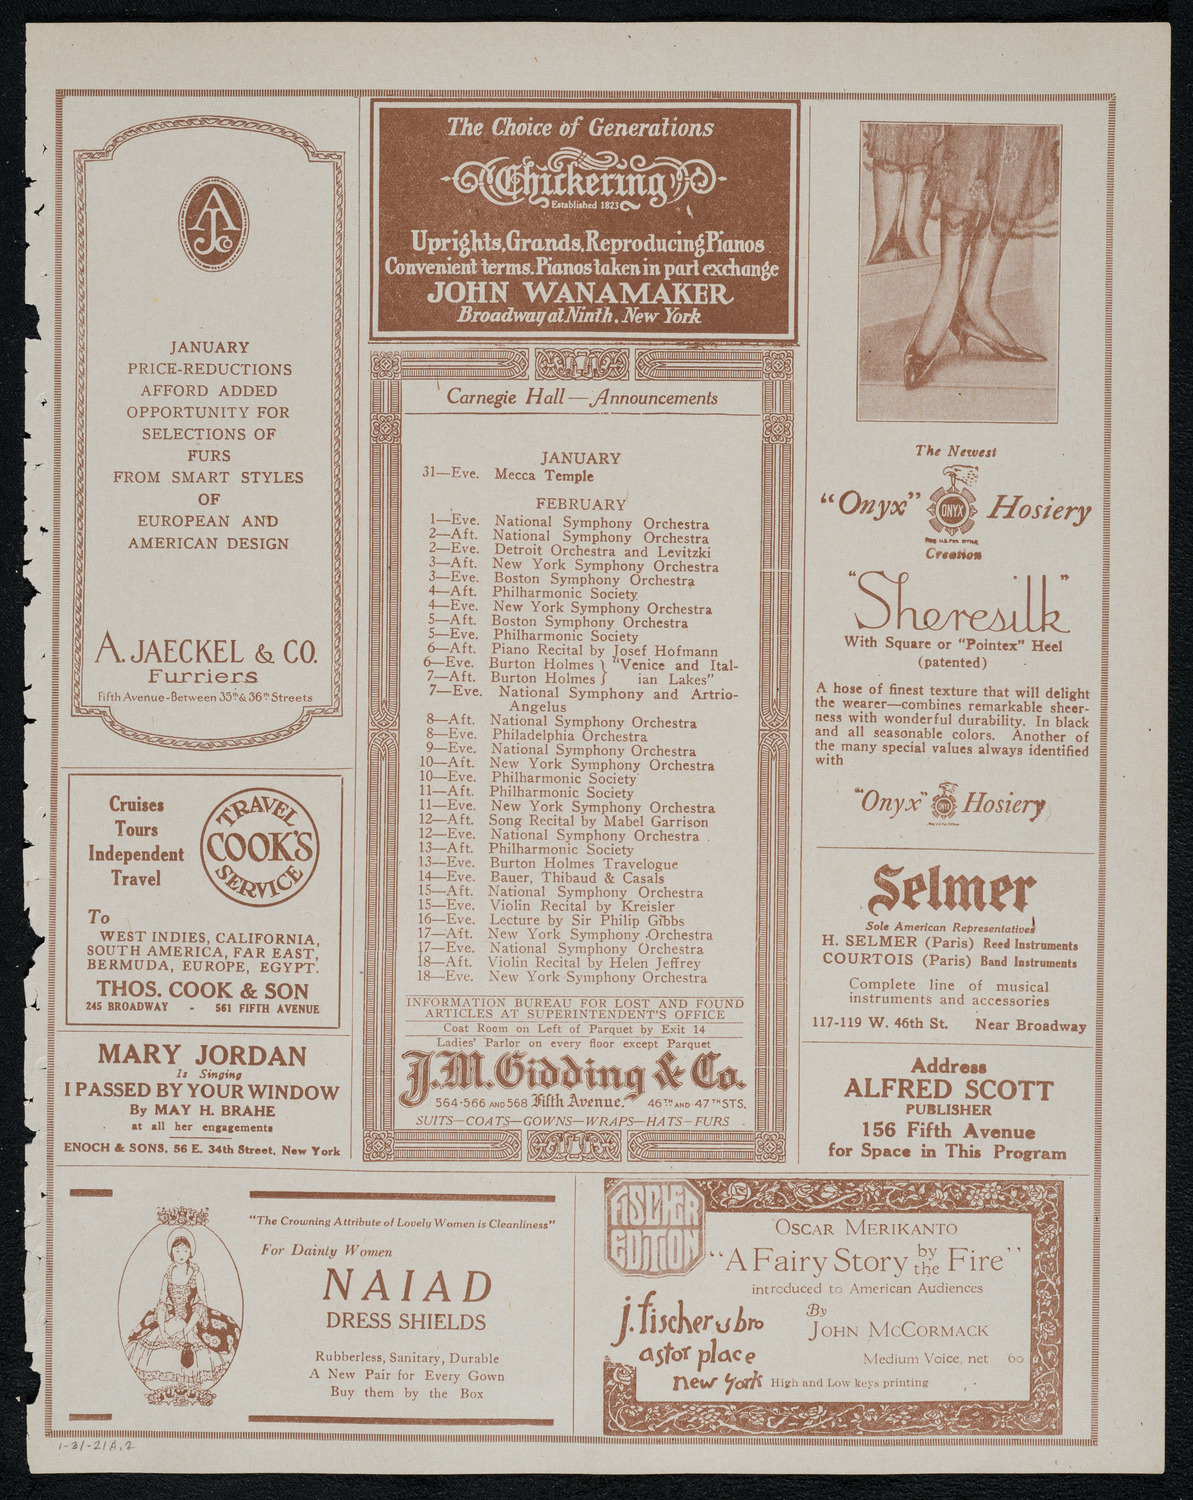 AJCo
JANUARY
PRICE-REDUCTIONS
AFFORD ADDED
OPPORTUNITY FOR
SELECTIONS OF
FURS
FROM SMART STYLES
OF
EUROPEAN AND
AMERICAN DESIGN
A. JAECKEL & CO.
Furriers
Fifth Avenue-Between 35th & 36th Streets
Cruises
Tours
Independent
Travel
TRAVEL
COOK'S
SERVICE
To
WEST INDIES, CALIFORNIA,
SOUTH AMERICA, FAR EAST,
BERMUDA, EUROPE, EGYPT.
THOS. COOK & SON
245 BROADWAY - 561 FIFTH AVENUE
MARY JORDAN
Is Singing
I PASSED BY YOUR WINDOW
By MAY H. BRAHE
at all her engagements
ENOCH & SONS, 56 E. 34th Street, New York
The Choice of Generations
Chickering
Established 1823
Uprights, Grands, Reproducing Pianos
Convenient terms. Pianos taken in part exchange
JOHN WANAMAKER
Broadway at Ninth, New York
Carnegie Hall—Announcements
JANUARY
31—Eve. Mecca Temple
FEBRUARY
1—Eve. National Symphony Orchestra
2—Aft. National Symphony Orchestra
2—Eve. Detroit Orchestra and Levitzki
3—Aft. New York Symphony Orchestra
3—Eve. Boston Symphony Orchestra
4—Aft. Philharmonic Society
4—Eve. New York Symphony Orchestra
5—Aft. Boston Symphony Orchestra
5—Eve. Philharmonic Society
6—Aft. Piano Recital by Josef Hofmann
6—Eve. Burton Holmes } "Venice and Ital-
7—Aft. Burton Holmes } ian Lakes"
7—Eve. National Symphony and Artrio-
Angelus
8—Aft. National Symphony Orchestra
8—Eve. Philadelphia Orchestra
9—Eve. National Symphony Orchestra
10—Aft. New York Symphony Orchestra
10—Eve. Philharmonic Society
11—Aft. Philharmonic Society
11—Eve. New York Symphony Orchestra
12—Aft. Song Recital by Mabel Garrison
12—Eve. National Symphony Orchestra
13—Aft. Philharmonic Society
13—Eve. Burton Holmes Travelogue
14—Eve. Bauer, Thibaud & Casals
15—Aft. National Symphony Orchestra
15—Eve. Violin Recital by Kreisler
16—Eve. Lecture by Sir Philip Gibbs
17—Aft. New York Symphony Orchestra
17—Eve. National Symphony Orchestra
18—Aft. Violin Recital by Helen Jeffrey
18—Eve. New York Symphony Orchestra
INFORMATION BUREAU FOR LOST AND FOUND
ARTICLES AT SUPERINTENDENT'S OFFICE
Coat Room on Left of Parquet by Exit 14
Ladies' Parlor on every floor except Parquet
J.M. Gidding & Co.
564-566 AND 568 Fifth Avenue. 46TH AND 47TH STS.
SUITS—COATS—GOWNS—WRAPS—HATS—FURS
The Newest
"Onyx" ONYX Hosiery
Creation
"Sheresilk"
With Square or "Pointex" Heel
(patented)
A hose of finest texture that will delight
the wearer—combines remarkable sheer-
ness with wonderful durability. In black
and all seasonable colors. Another of
the many special values always identified
with
"Onyx" Hosiery
Selmer
Sole American Representatives
H. SELMER (Paris) Reed Instruments
COURTOIS (Paris) Band Instruments
Complete line of musical
instruments and accessories
117-119 W. 46th St. Near Broadway
Address
ALFRED SCOTT
PUBLISHER
156 Fifth Avenue
for Space in This Program
"The Crowning Attribute of Lovely Women is Cleanliness"
For Dainty Women
NAIAD
DRESS SHIELDS
Rubberless, Sanitary, Durable
A New Pair for Every Gown
Buy them by the Box
FISCHER
EDITION
OSCAR MERIKANTO
"A Fairy Story by the Fire"
introduced to American Audiences
By
JOHN McCORMACK
j. fischer & bro
astor place
new york
Medium Voice, net 60
High and Low keys printing
1-31-21A.2